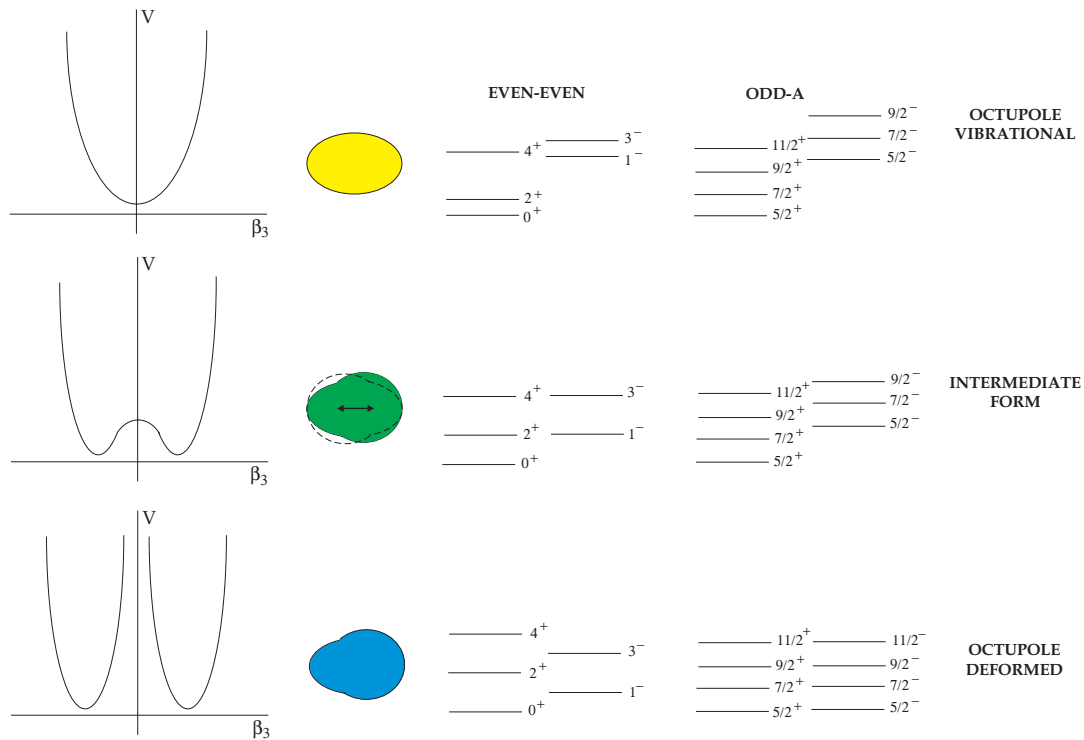 V
β₃
EVEN-EVEN
ODD-A
4⁺
3⁻
1⁻
2⁺
0⁺
11/2⁺
9/2⁺
7/2⁺
5/2⁺
9/2⁻
7/2⁻
5/2⁻
OCTUPOLE
VIBRATIONAL
V
β₃
4⁺
3⁻
2⁺
1⁻
0⁺
11/2⁺
9/2⁺
7/2⁺
5/2⁺
9/2⁻
7/2⁻
5/2⁻
INTERMEDIATE
FORM
V
β₃
4⁺
3⁻
2⁺
1⁻
0⁺
11/2⁺
9/2⁺
7/2⁺
5/2⁺
11/2⁻
9/2⁻
7/2⁻
5/2⁻
OCTUPOLE
DEFORMED